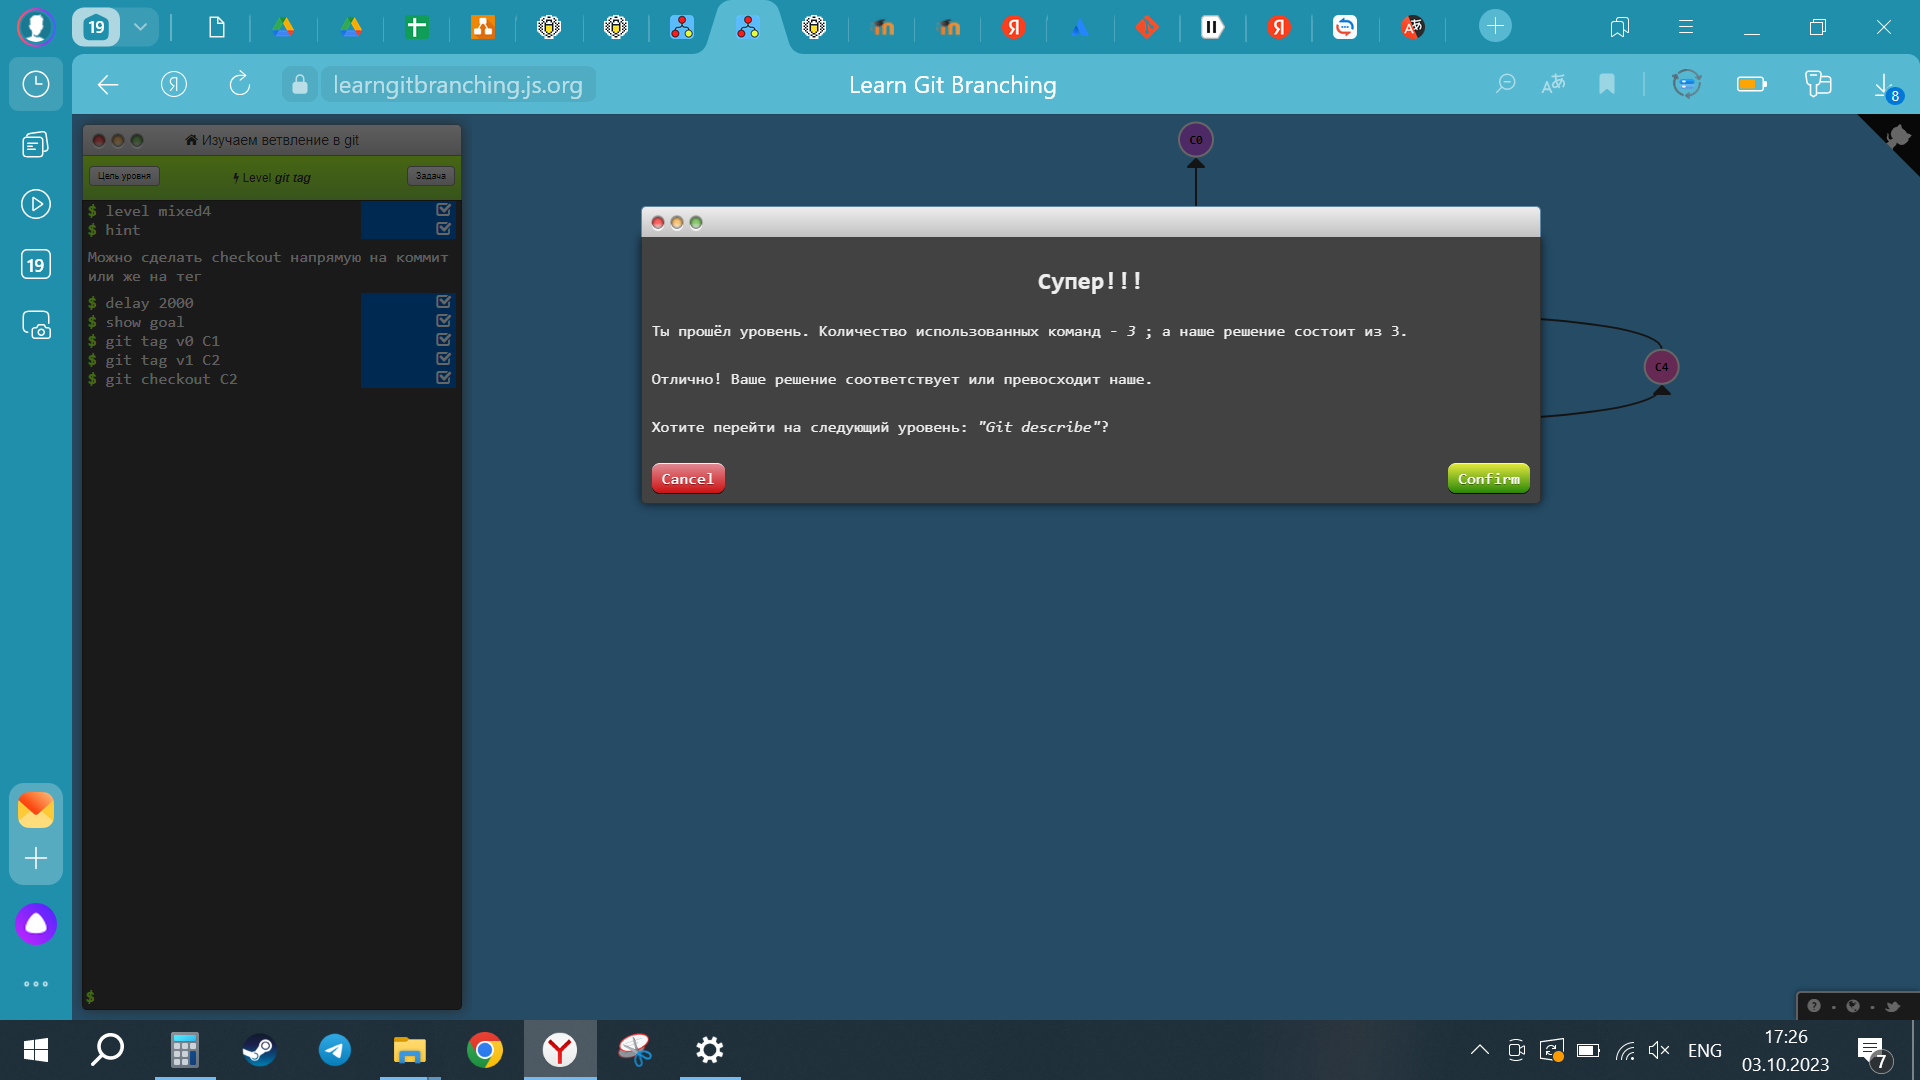 19
learngitbranching.js.org
Learn Git Branching
8
19
Изучаем ветвление в git
Цель уровня
Level git tag
Задача
$ level mixed4
$ hint
Можно сделать checkout напрямую на коммит
или же на тег
$ delay 2000
$ show goal
$ git tag v0 C1
$ git tag v1 C2
$ git checkout C2
$
C0
C4
Супер!!!
Ты прошёл уровень. Количество использованных команд - 3 ; а наше решение состоит из 3.
Отлично! Ваше решение соответствует или превосходит наше.
Хотите перейти на следующий уровень: "Git describe"?
Cancel
Confirm
ENG
17:26
03.10.2023
7